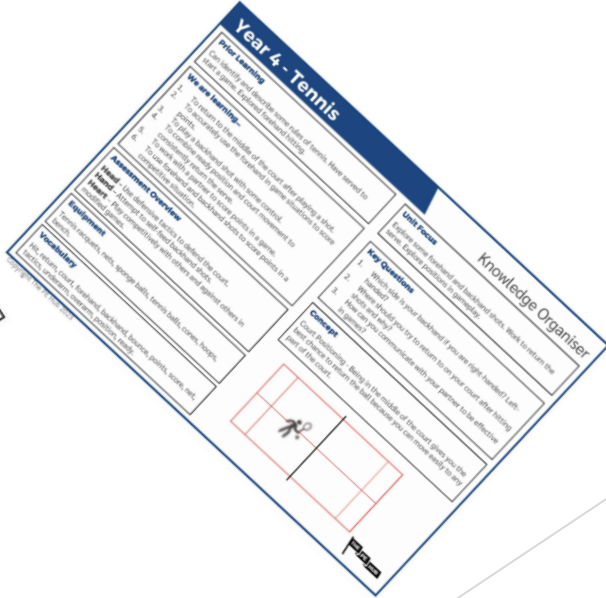 Year 4 - Tennis
Knowledge Organiser
Prior Learning
Can identify and describe some rules of tennis. Have served to
start a game. Explored forehand hitting.
We are learning...
1. To return to the middle of the court after playing a shot.
2. To accurately use the forehand in game situations to score
points.
3. To play a backhand shot with some control.
4. To combine ready position and court movement to
consistently return the serve.
5. To work with a partner to score points in a game.
6. To use forehand and backhand shots to score points in a
competitive situation.
Assessment Overview
Head - Use defensive tactics to defend the court.
Hand - Attempt to self-feed backhand shots.
Heart - Play competitively with others and against others in
modified games.
Equipment
Tennis racquets, nets, sponge balls, tennis balls, cones, hoops,
bench.
Vocabulary
Hit, return, court, forehand, backhand, bounce, points, score, net,
tactics, underarm, overarm, position, ready.
Unit Focus
Explore some forehand and backhand shots. Work to return the
serve. Explore positions in gameplay.
Key Questions
1. Which side is your backhand if you are right-handed? Left-
handed?
2. Where should you try to return to on your court after hitting
shots and why?
3. How can you communicate with your partner to be effective
in games?
Concept
Court Positioning - Being in the middle of the court gives you the
best chance to return the ball because you can move easily to any
part of the court.